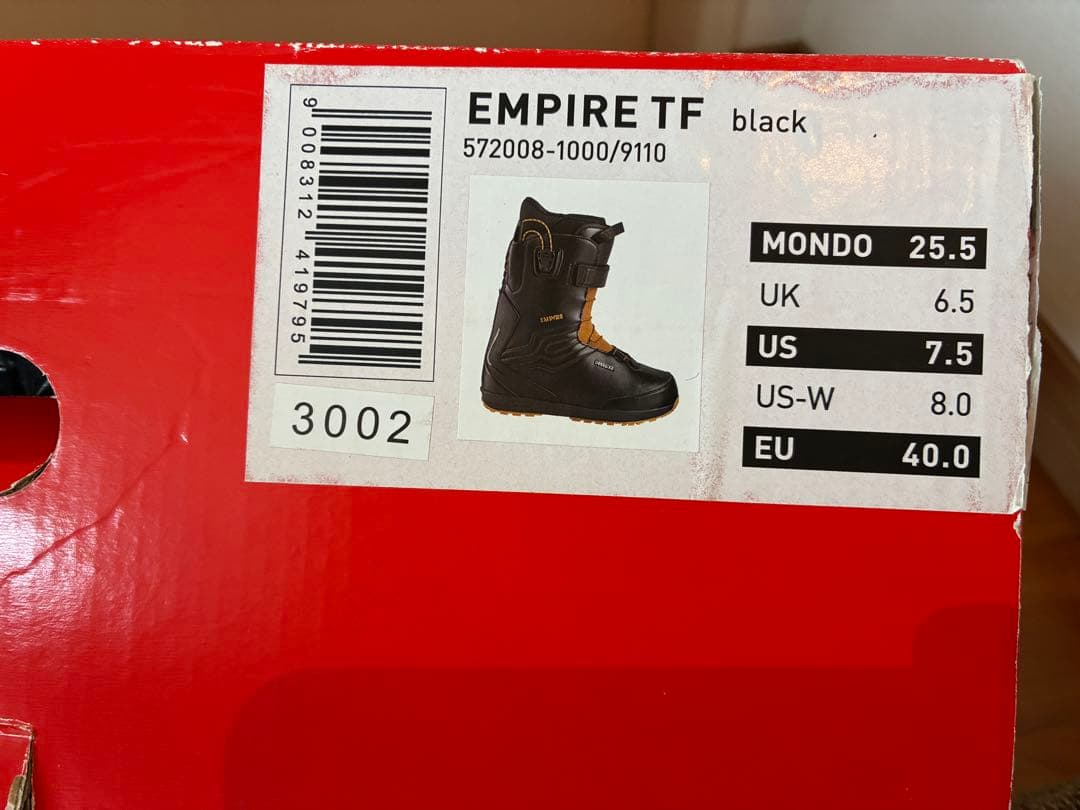 9 008312 419795
3002
EMPIRE TF black
572008-1000/9110
EMPIRE
MONDO 25.5
UK 6.5
US 7.5
US-W 8.0
EU 40.0